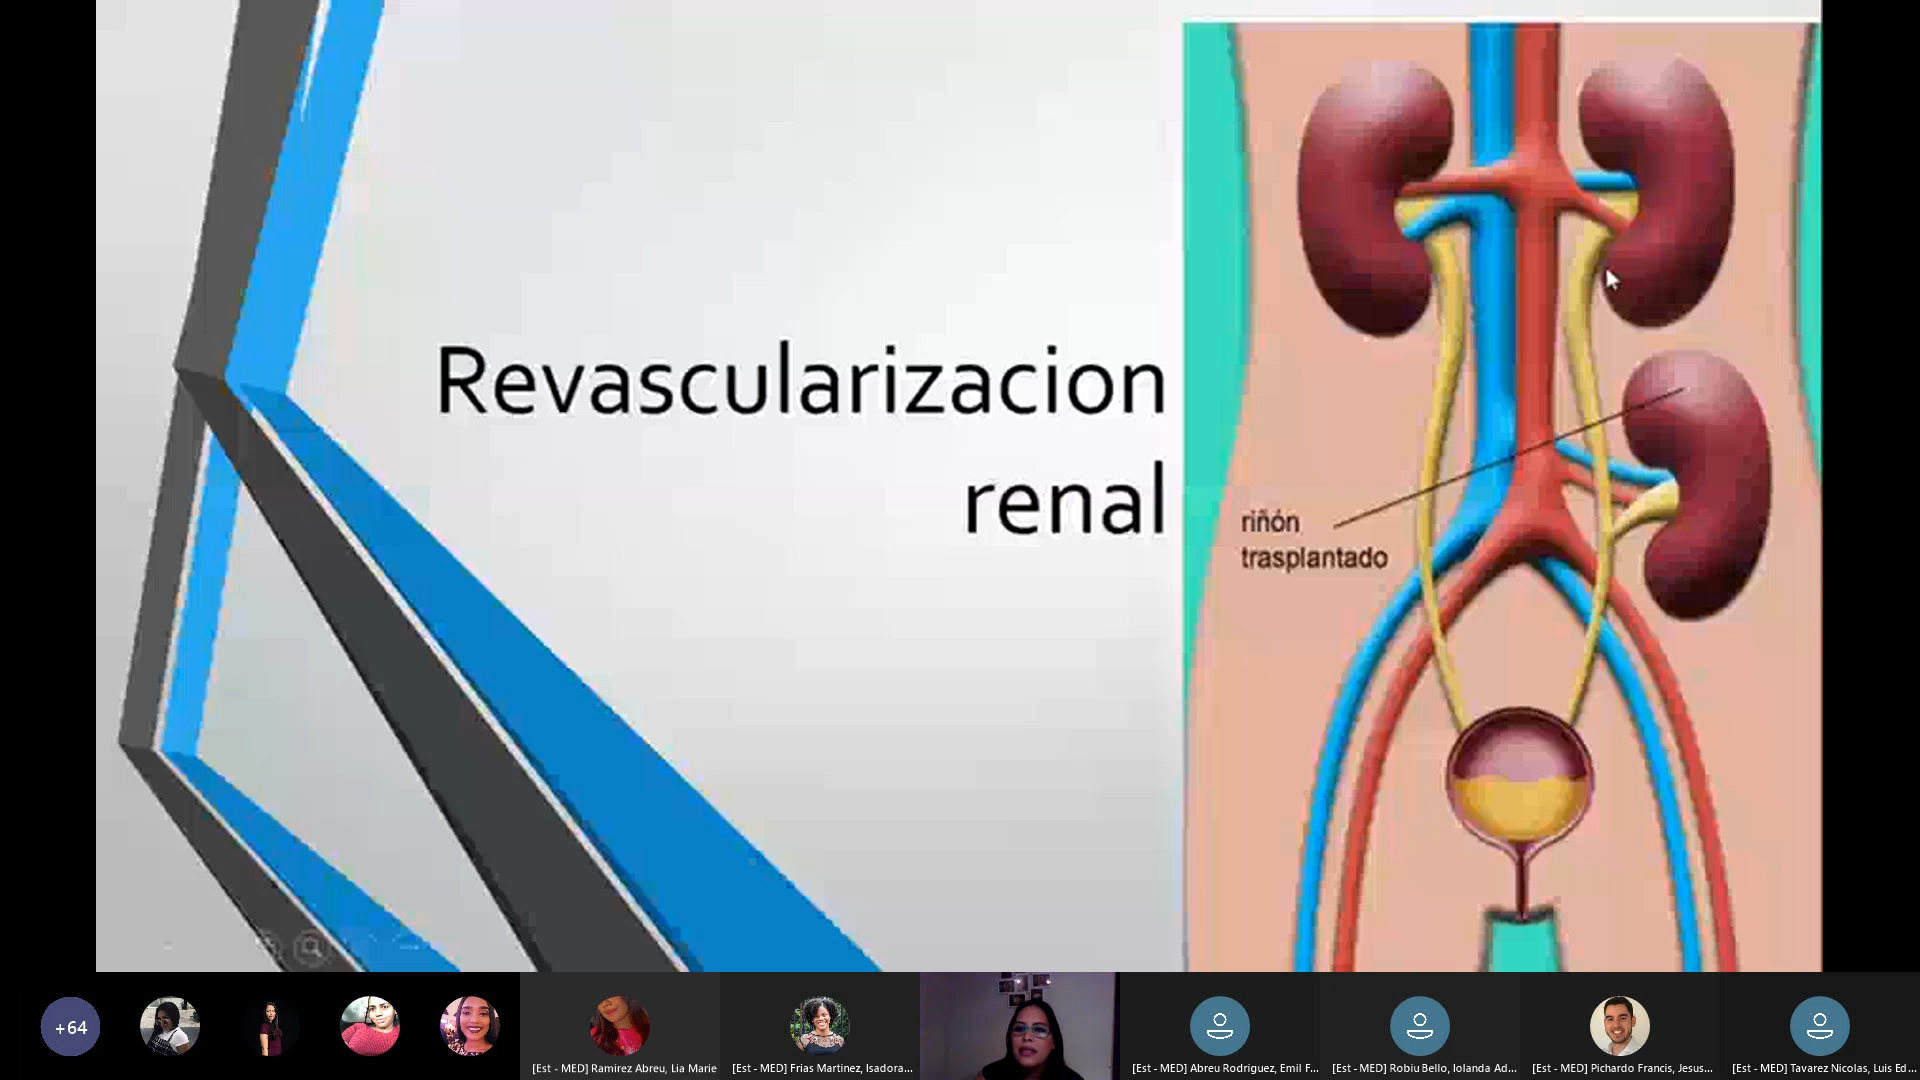 Revascularizacion
renal
riñón
trasplantado
+64
[Est - MED] Ramirez Abreu, Lia Marie
[Est - MED] Frias Martinez, Isadora...
[Est - MED] Abreu Rodriguez, Emil F...
[Est - MED] Robiu Bello, Iolanda Ad...
[Est - MED] Pichardo Francis, Jesus...
[Est - MED] Tavarez Nicolas, Luis Ed...